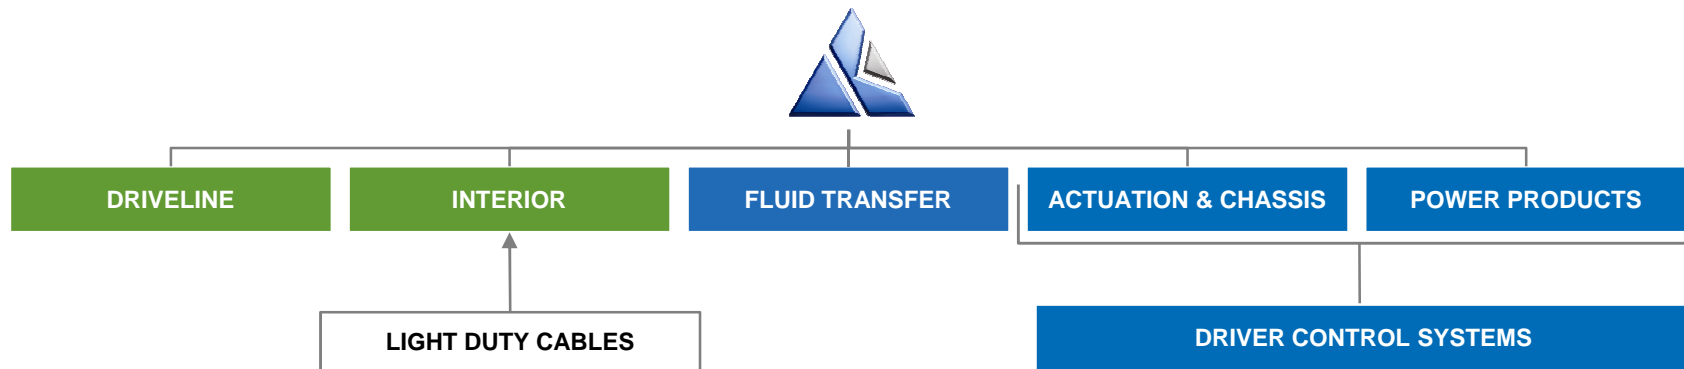 DRIVELINE
INTERIOR
FLUID TRANSFER
ACTUATION & CHASSIS
POWER PRODUCTS
LIGHT DUTY CABLES
DRIVER CONTROL SYSTEMS